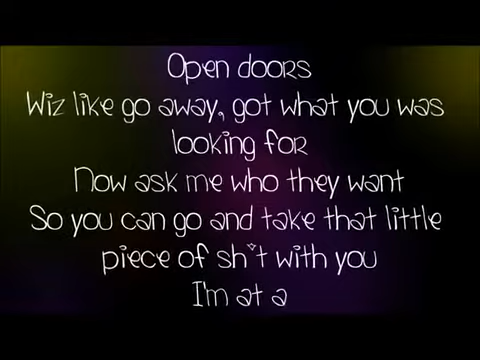 Open doors
Wiz like go away, got what you was
looking for
Now ask me who they want
So you can go and take that little
piece of sh*t with you
I'm at a